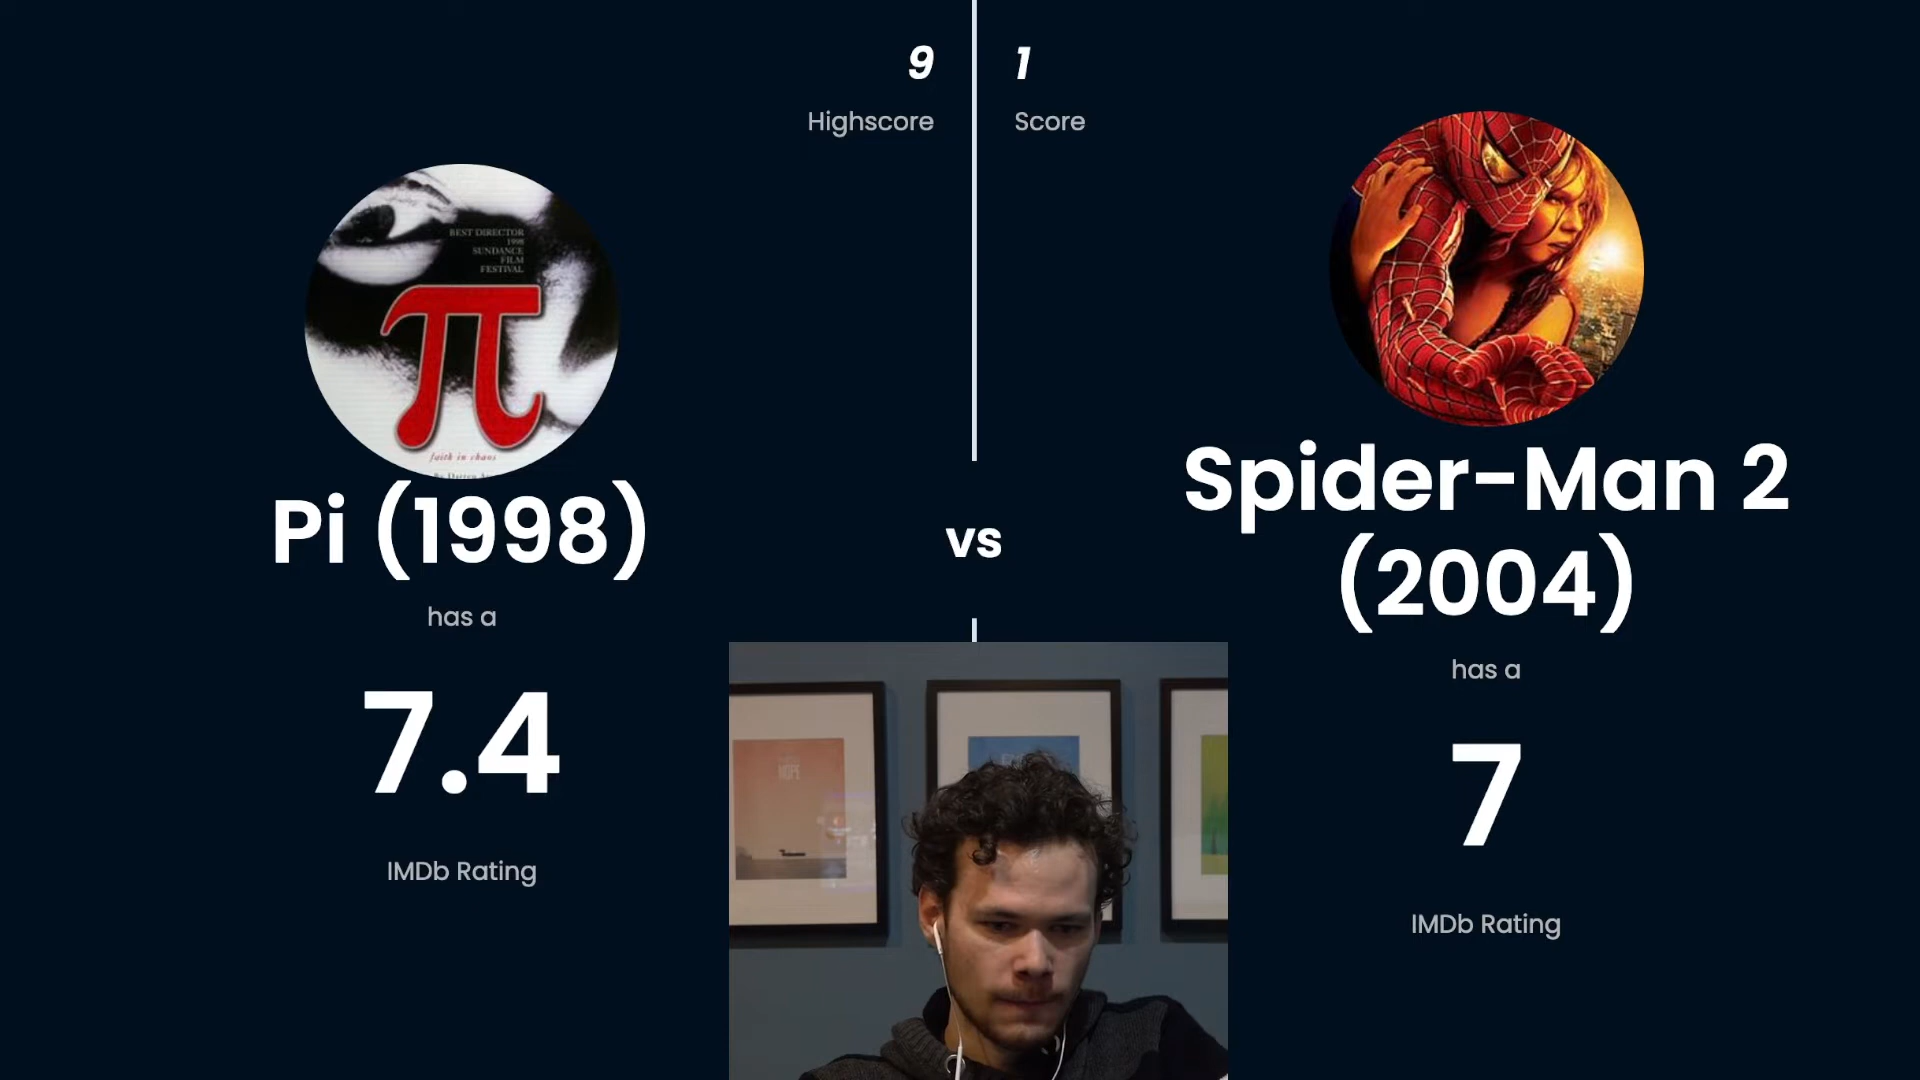 9
Highscore
1
Score
BEST DIRECTOR
1998
SUNDANCE
FILM
FESTIVAL
π
faith in chaos
Pi (1998)
has a
7.4
IMDb Rating
vs
Spider-Man 2
(2004)
has a
7
IMDb Rating
HOPE